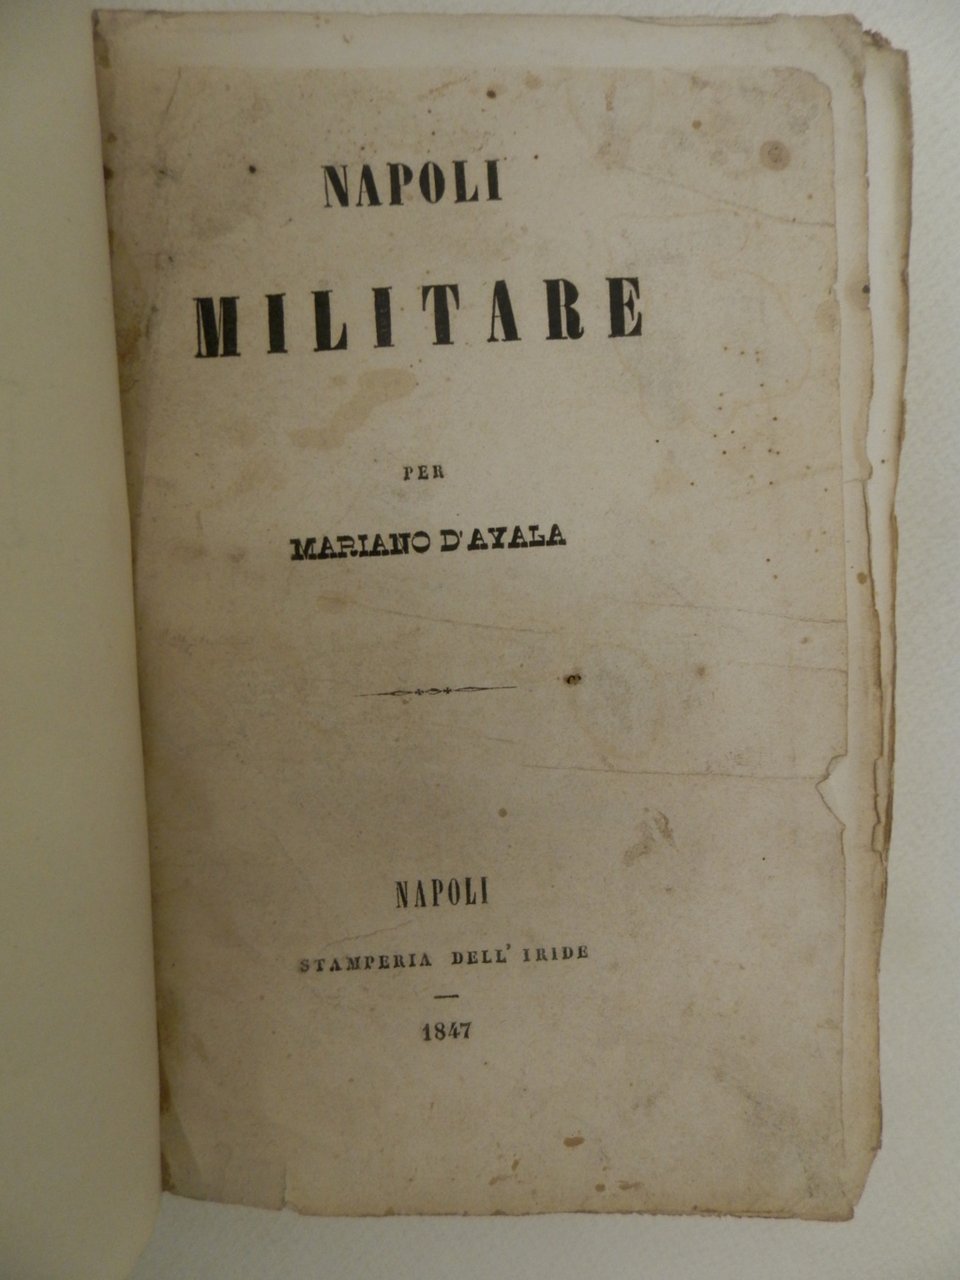 NAPOLI
MILITARE
PER
MARIANO D'AYALA
NAPOLI
STAMPERIA DELL' IRIDE
1847